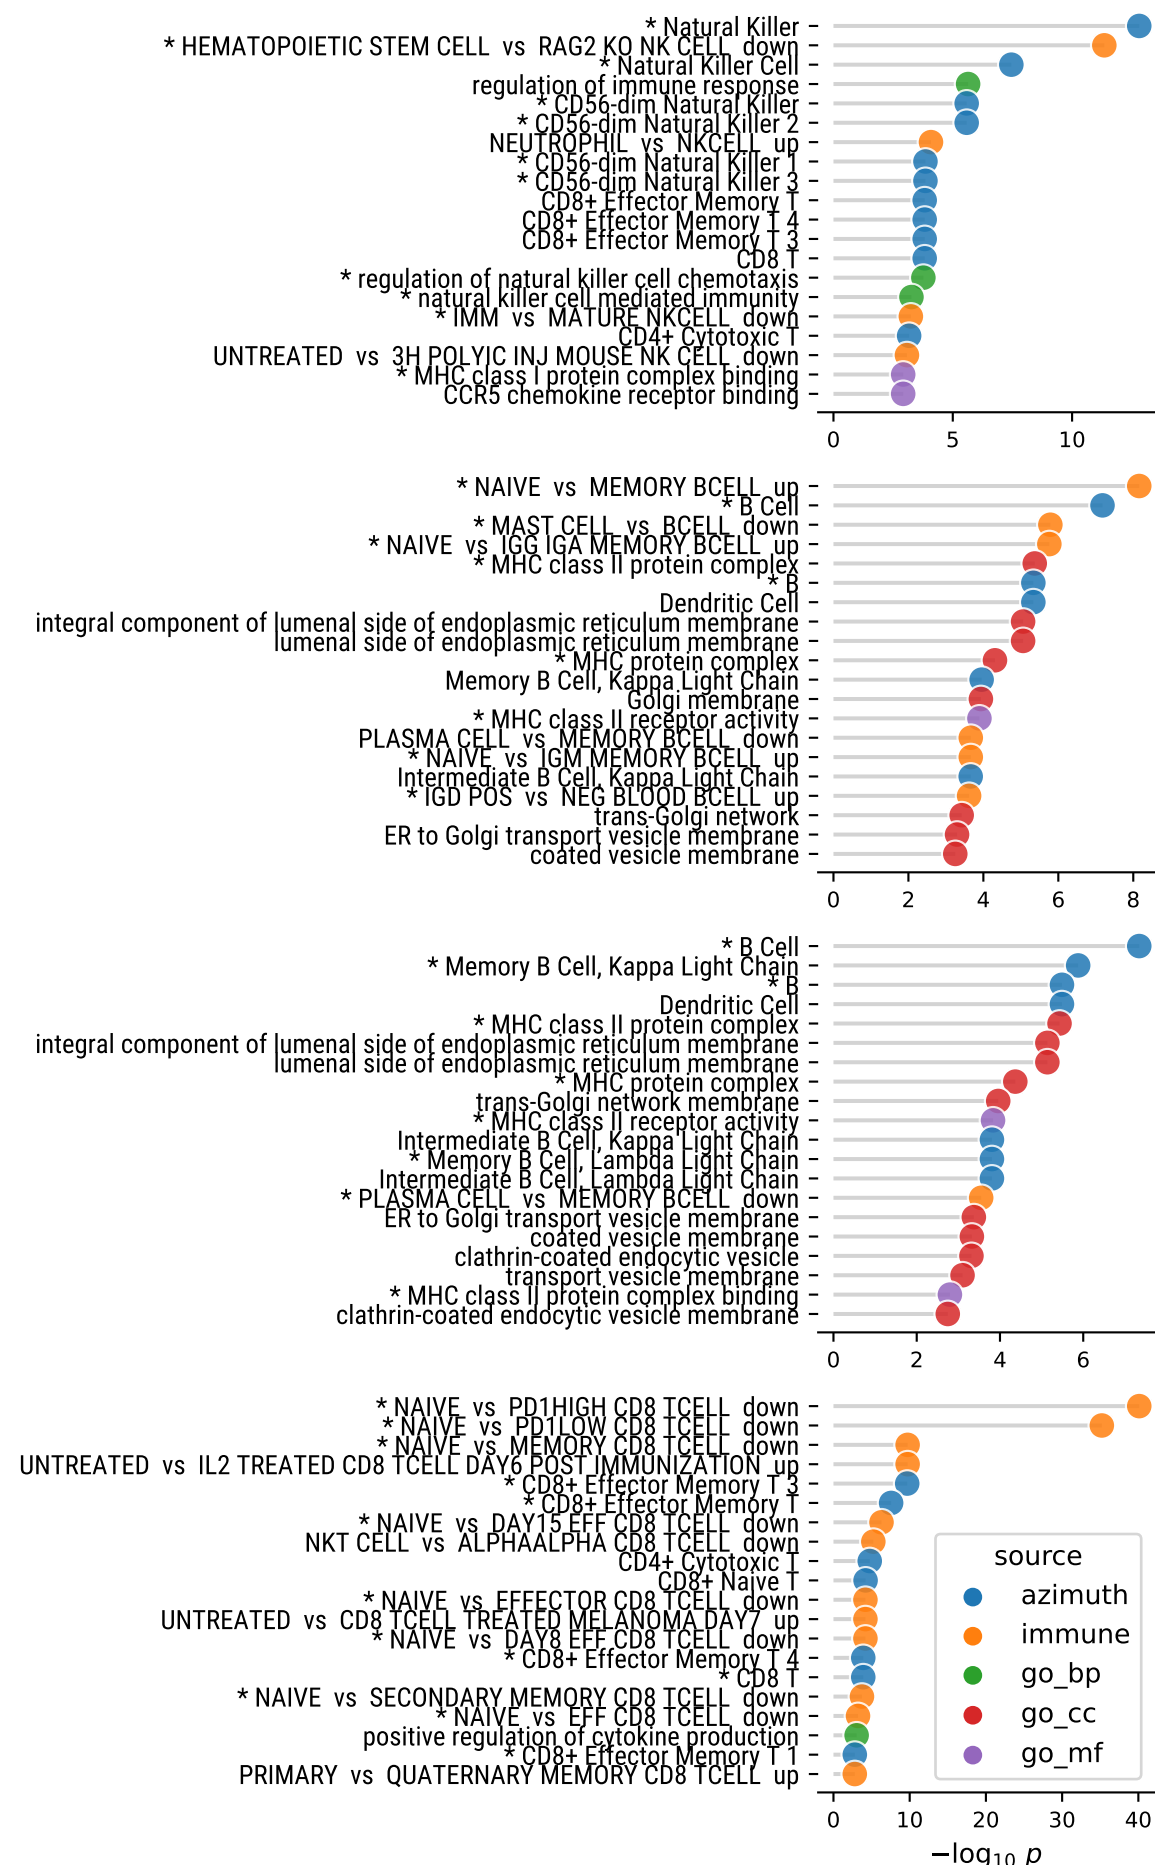 * Natural Killer
* HEMATOPOIETIC STEM CELL vs RAG2 KO NK CELL down
* Natural Killer Cell
regulation of immune response
* CD56-dim Natural Killer
* CD56-dim Natural Killer 2
NEUTROPHIL vs NKCELL up
* CD56-dim Natural Killer 1
* CD56-dim Natural Killer 3
CD8+ Effector Memory T
CD8+ Effector Memory T 4
CD8+ Effector Memory T 3
CD8 T
* regulation of natural killer cell chemotaxis
* natural killer cell mediated immunity
* IMM vs MATURE NKCELL down
CD4+ Cytotoxic T
UNTREATED vs 3H POLYIC INJ MOUSE NK CELL down
* MHC class I protein complex binding
CCR5 chemokine receptor binding
0 5 10
* NAIVE vs MEMORY BCELL up
* B Cell
* MAST CELL vs BCELL down
* NAIVE vs IGG IGA MEMORY BCELL up
* MHC class II protein complex
* B
Dendritic Cell
integral component of lumenal side of endoplasmic reticulum membrane
lumenal side of endoplasmic reticulum membrane
* MHC protein complex
Memory B Cell, Kappa Light Chain
Golgi membrane
* MHC class II receptor activity
PLASMA CELL vs MEMORY BCELL down
* NAIVE vs IGM MEMORY BCELL up
Intermediate B Cell, Kappa Light Chain
* IGD POS vs NEG BLOOD BCELL up
trans-Golgi network
ER to Golgi transport vesicle membrane
coated vesicle membrane
0 2 4 6 8
* B Cell
* Memory B Cell, Kappa Light Chain
* B
Dendritic Cell
* MHC class II protein complex
integral component of lumenal side of endoplasmic reticulum membrane
lumenal side of endoplasmic reticulum membrane
* MHC protein complex
trans-Golgi network membrane
* MHC class II receptor activity
Intermediate B Cell, Kappa Light Chain
* Memory B Cell, Lambda Light Chain
Intermediate B Cell, Lambda Light Chain
* PLASMA CELL vs MEMORY BCELL down
ER to Golgi transport vesicle membrane
coated vesicle membrane
clathrin-coated endocytic vesicle
transport vesicle membrane
* MHC class II protein complex binding
clathrin-coated endocytic vesicle membrane
0 2 4 6
* NAIVE vs PD1HIGH CD8 TCELL down
* NAIVE vs PD1LOW CD8 TCELL down
* NAIVE vs MEMORY CD8 TCELL down
UNTREATED vs IL2 TREATED CD8 TCELL DAY6 POST IMMUNIZATION up
* CD8+ Effector Memory T 3
* CD8+ Effector Memory T
* NAIVE vs DAY15 EFF CD8 TCELL down
NKT CELL vs ALPHAALPHA CD8 TCELL down
CD4+ Cytotoxic T
CD8+ Naive T
* NAIVE vs EFFECTOR CD8 TCELL down
UNTREATED vs CD8 TCELL TREATED MELANOMA DAY7 up
* NAIVE vs DAY8 EFF CD8 TCELL down
* CD8+ Effector Memory T 4
* CD8 T
* NAIVE vs SECONDARY MEMORY CD8 TCELL down
* NAIVE vs EFF CD8 TCELL down
positive regulation of cytokine production
* CD8+ Effector Memory T 1
PRIMARY vs QUATERNARY MEMORY CD8 TCELL up
source
azimuth
immune
go_bp
go_cc
go_mf
0 10 20 30 40
−log₁₀ p